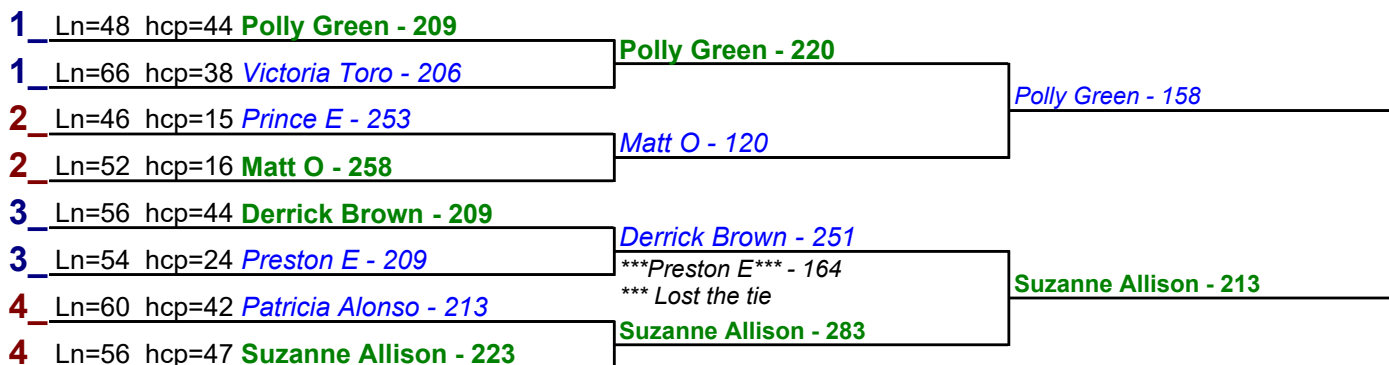 1_ Ln=48 hcp=44 Polly Green - 209
1_ Ln=66 hcp=38 Victoria Toro - 206
2_ Ln=46 hcp=15 Prince E - 253
2_ Ln=52 hcp=16 Matt O - 258
3_ Ln=56 hcp=44 Derrick Brown - 209
3_ Ln=54 hcp=24 Preston E - 209
4_ Ln=60 hcp=42 Patricia Alonso - 213
4 Ln=56 hcp=47 Suzanne Allison - 223
Polly Green - 220
Matt O - 120
Derrick Brown - 251
***Preston E*** - 164
*** Lost the tie
Suzanne Allison - 283
Polly Green - 158
Suzanne Allison - 213